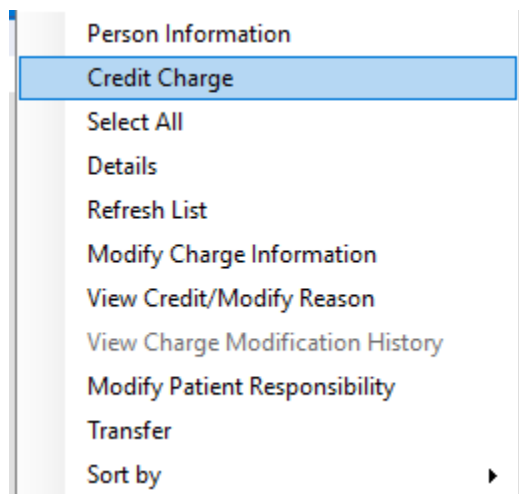 Person Information
Credit Charge
Select All
Details
Refresh List
Modify Charge Information
View Credit/Modify Reason
View Charge Modification History
Modify Patient Responsibility
Transfer
Sort by